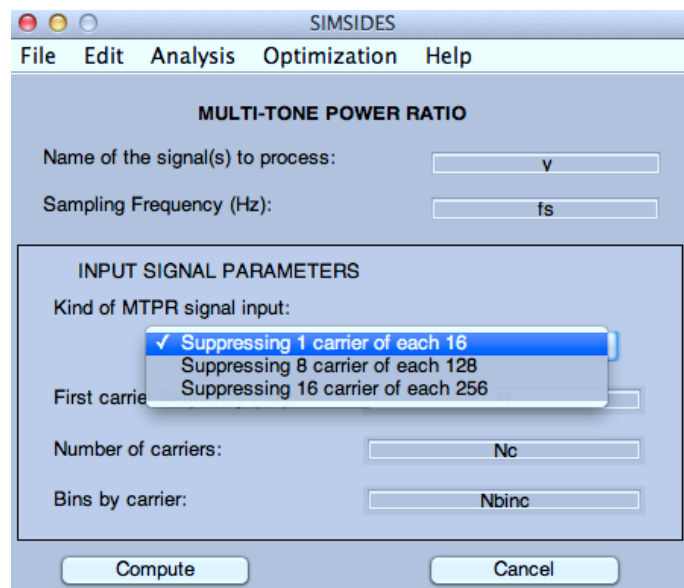 SIMSIDES
File Edit Analysis Optimization Help
MULTI-TONE POWER RATIO
Name of the signal(s) to process: v
Sampling Frequency (Hz): fs
INPUT SIGNAL PARAMETERS
Kind of MTPR signal input:
✓ Suppressing 1 carrier of each 16
Suppressing 8 carrier of each 128
Suppressing 16 carrier of each 256
First
Number of carriers: Nc
Bins by carrier: Nbinc
Compute Cancel